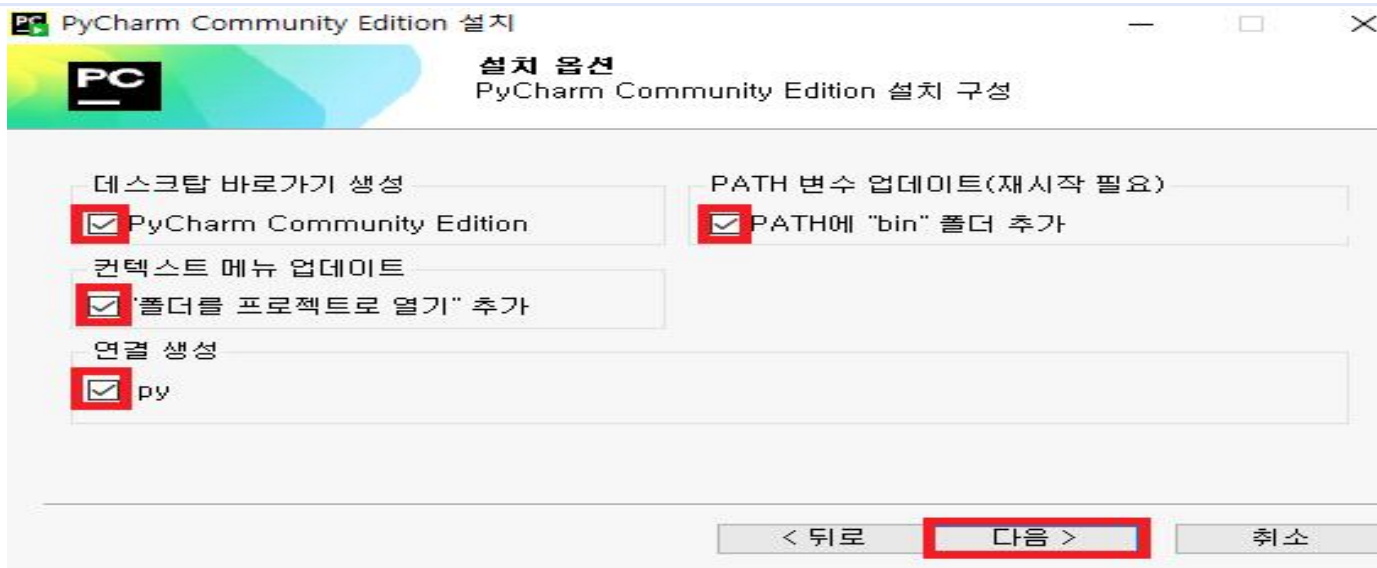 PyCharm Community Edition 설치
PC
설치 옵션
PyCharm Community Edition 설치 구성
데스크탑 바로가기 생성
PyCharm Community Edition
PATH 변수 업데이트(재시작 필요)
PATH에 "bin" 폴더 추가
컨텍스트 메뉴 업데이트
"폴더를 프로젝트로 열기" 추가
연결 생성
py
< 뒤로 다음 > 취소